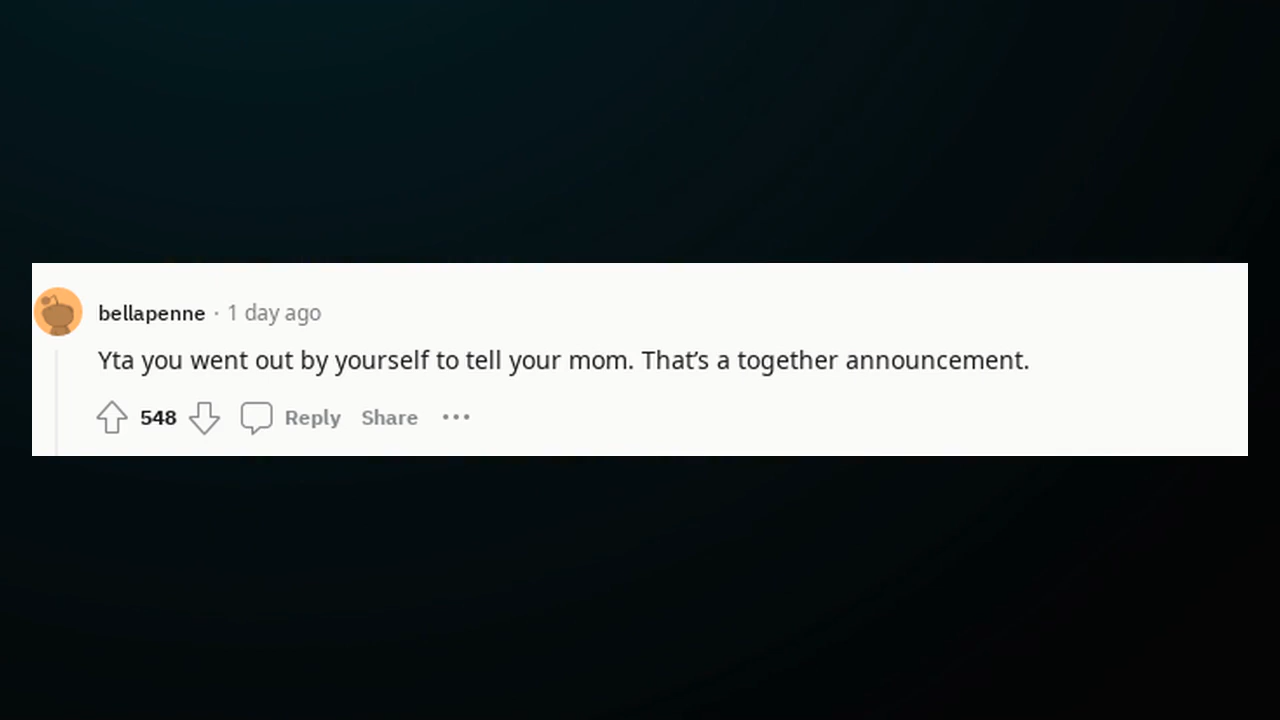 bellapenne · 1 day ago
Yta you went out by yourself to tell your mom. That’s a together announcement.
548 Reply Share •••